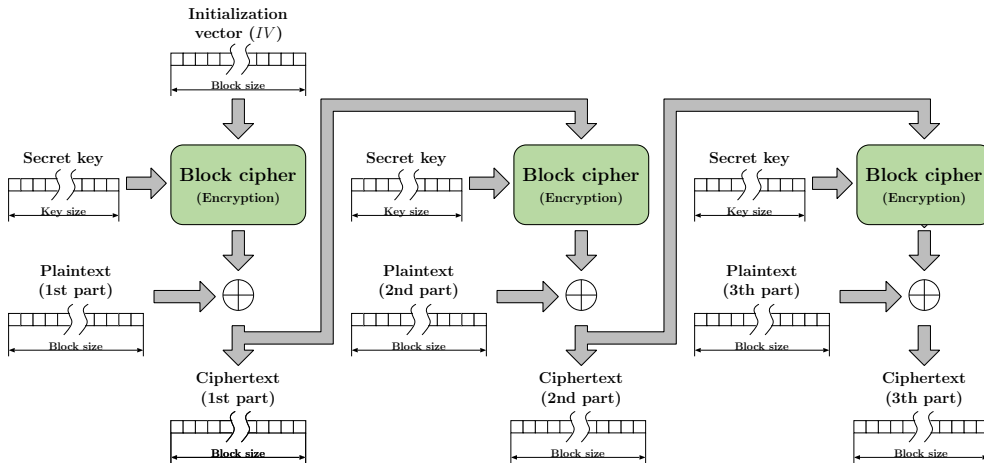 Initialization
vector (IV)
Block size
Secret key
Key size
Block cipher
(Encryption)
Secret key
Key size
Block cipher
(Encryption)
Secret key
Key size
Block cipher
(Encryption)
Plaintext
(1st part)
Block size
Plaintext
(2nd part)
Block size
Plaintext
(3th part)
Block size
Ciphertext
(1st part)
Block size
Ciphertext
(2nd part)
Block size
Ciphertext
(3th part)
Block size